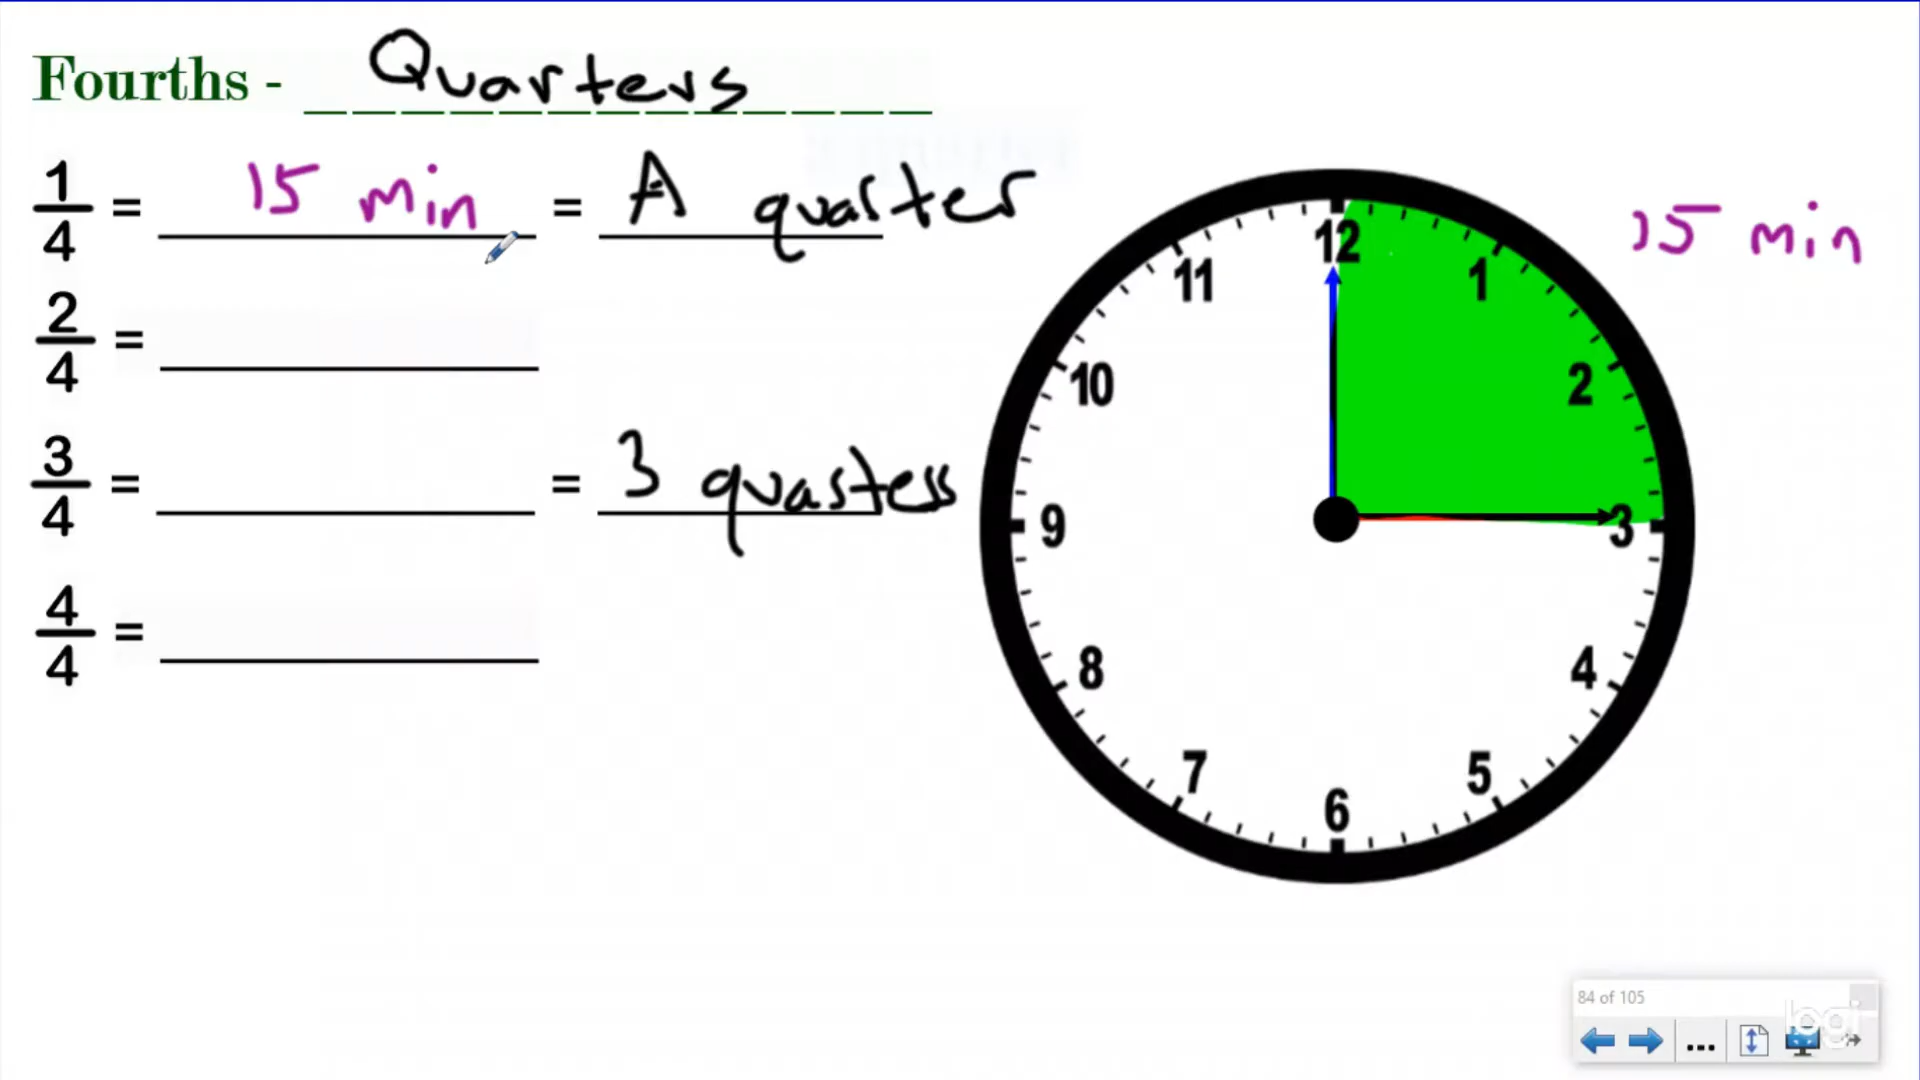 Fourths - Quarters
1/4 = 15 min = A quarter
2/4 =
3/4 = 3 quarters
4/4 =
15 min
12
11 1
10 2
9 3
8 4
7 5
6
84 of 105
...
logi